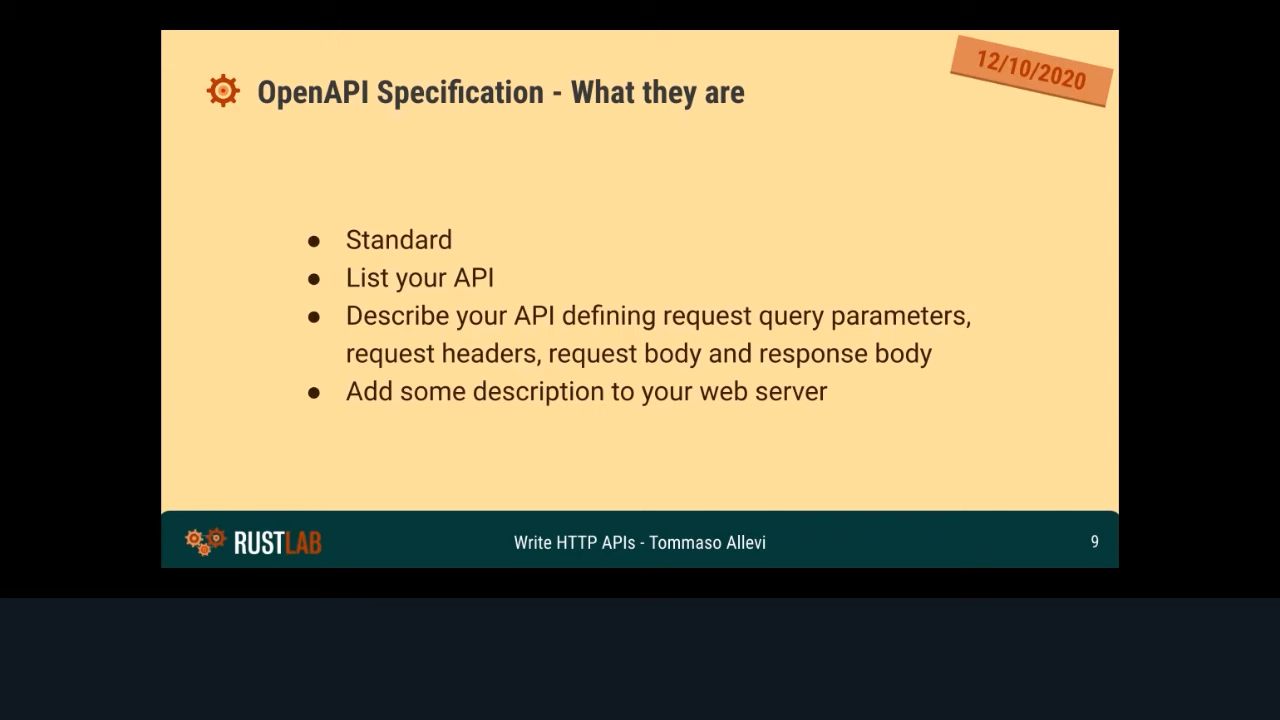 12/10/2020
OpenAPI Specification - What they are
● Standard
● List your API
● Describe your API defining request query parameters,
request headers, request body and response body
● Add some description to your web server
RUSTLAB
Write HTTP APIs - Tommaso Allevi
9